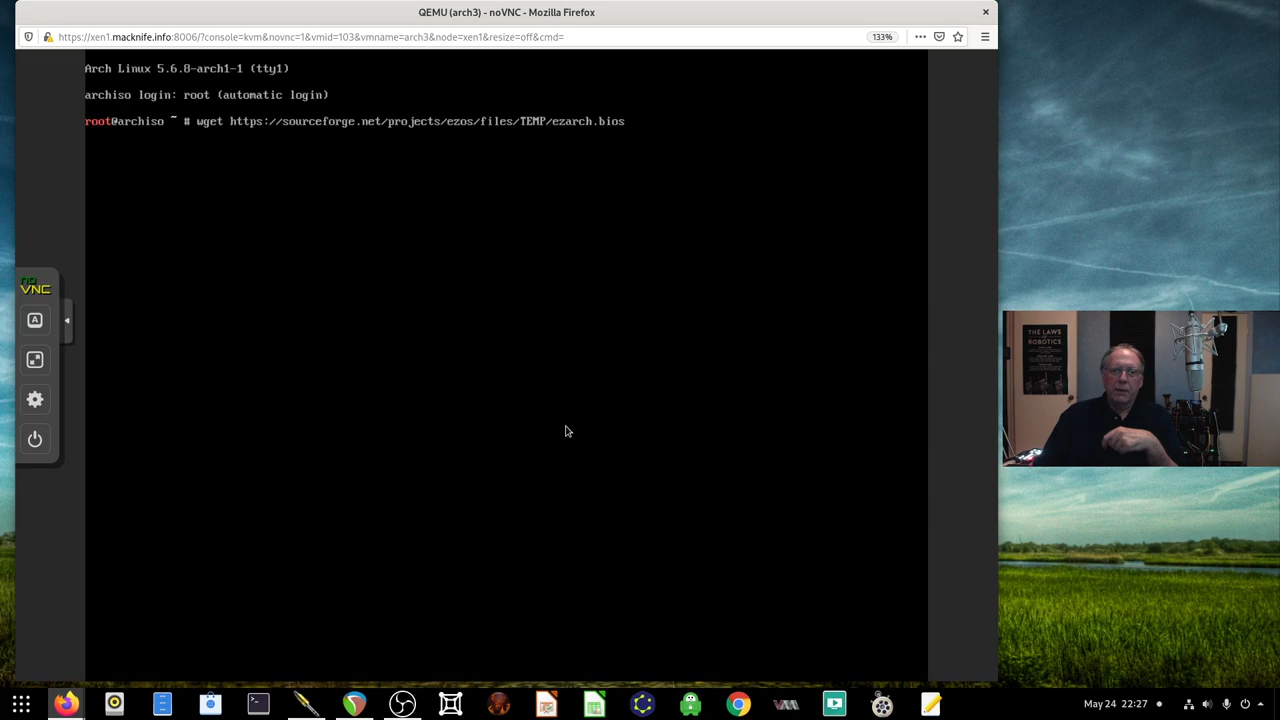 QEMU (arch3) - noVNC - Mozilla Firefox
https://xen1.macknife.info:8006/?console=kvm&novnc=1&vmid=103&vmname=arch3&node=xen1&resize=off&cmd=
133%
Arch Linux 5.6.8-arch1-1 (tty1)
archiso login: root (automatic login)
root@archiso ~ # wget https://sourceforge.net/projects/ezos/files/TEMP/ezarch.bios
no
VNC
A
THE LAWS
OF
ROBOTICS
May 24 22:27